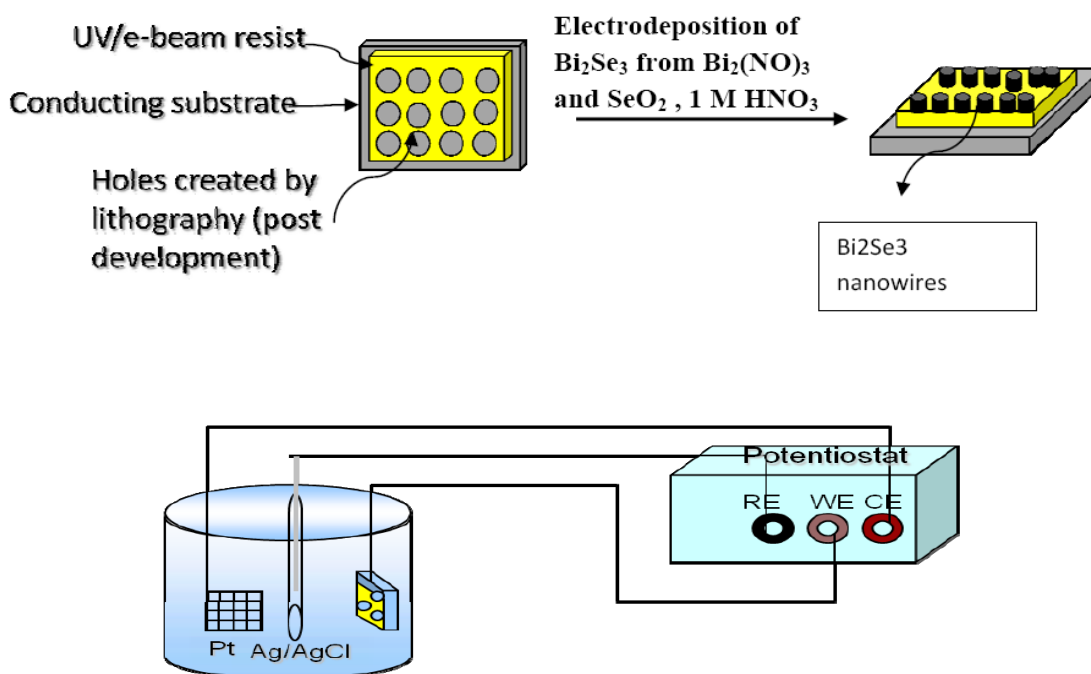 UV/e-beam resist
Conducting substrate
Holes created by
lithography (post
development)
Electrodeposition of
Bi₂Se₃ from Bi₂(NO)₃
and SeO₂ , 1 M HNO₃
Bi2Se3
nanowires
Potentiostat
RE WE CE
Pt Ag/AgCl